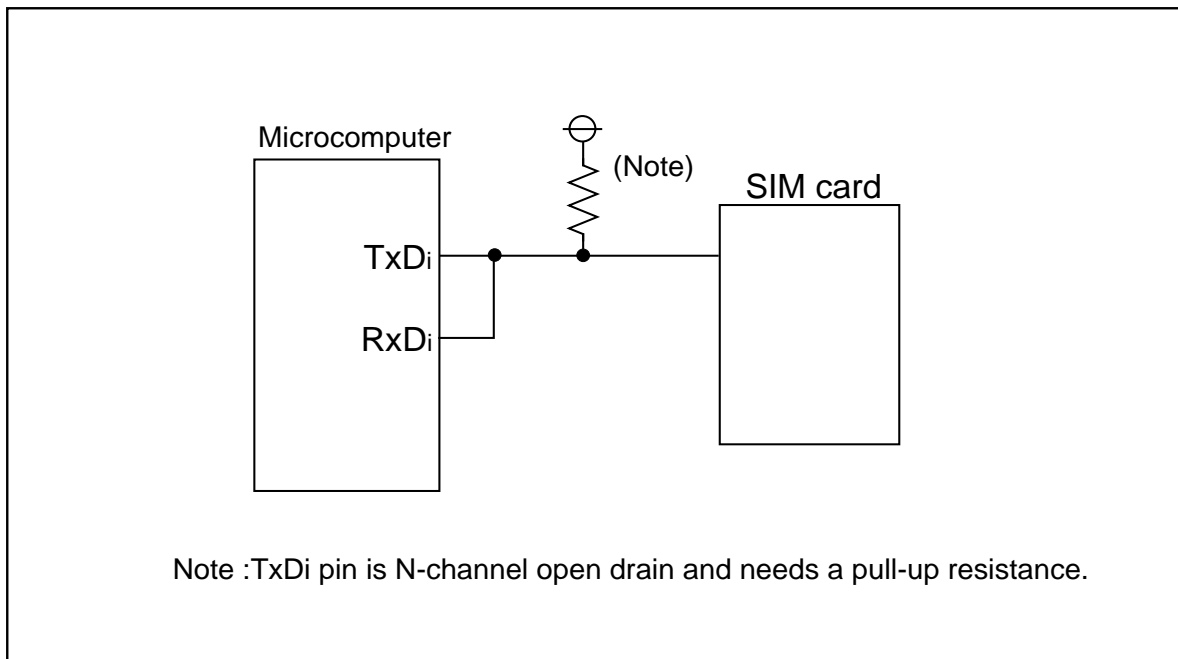 Microcomputer
(Note)
SIM card
TxDi
RxDi
Note :TxDi pin is N-channel open drain and needs a pull-up resistance.